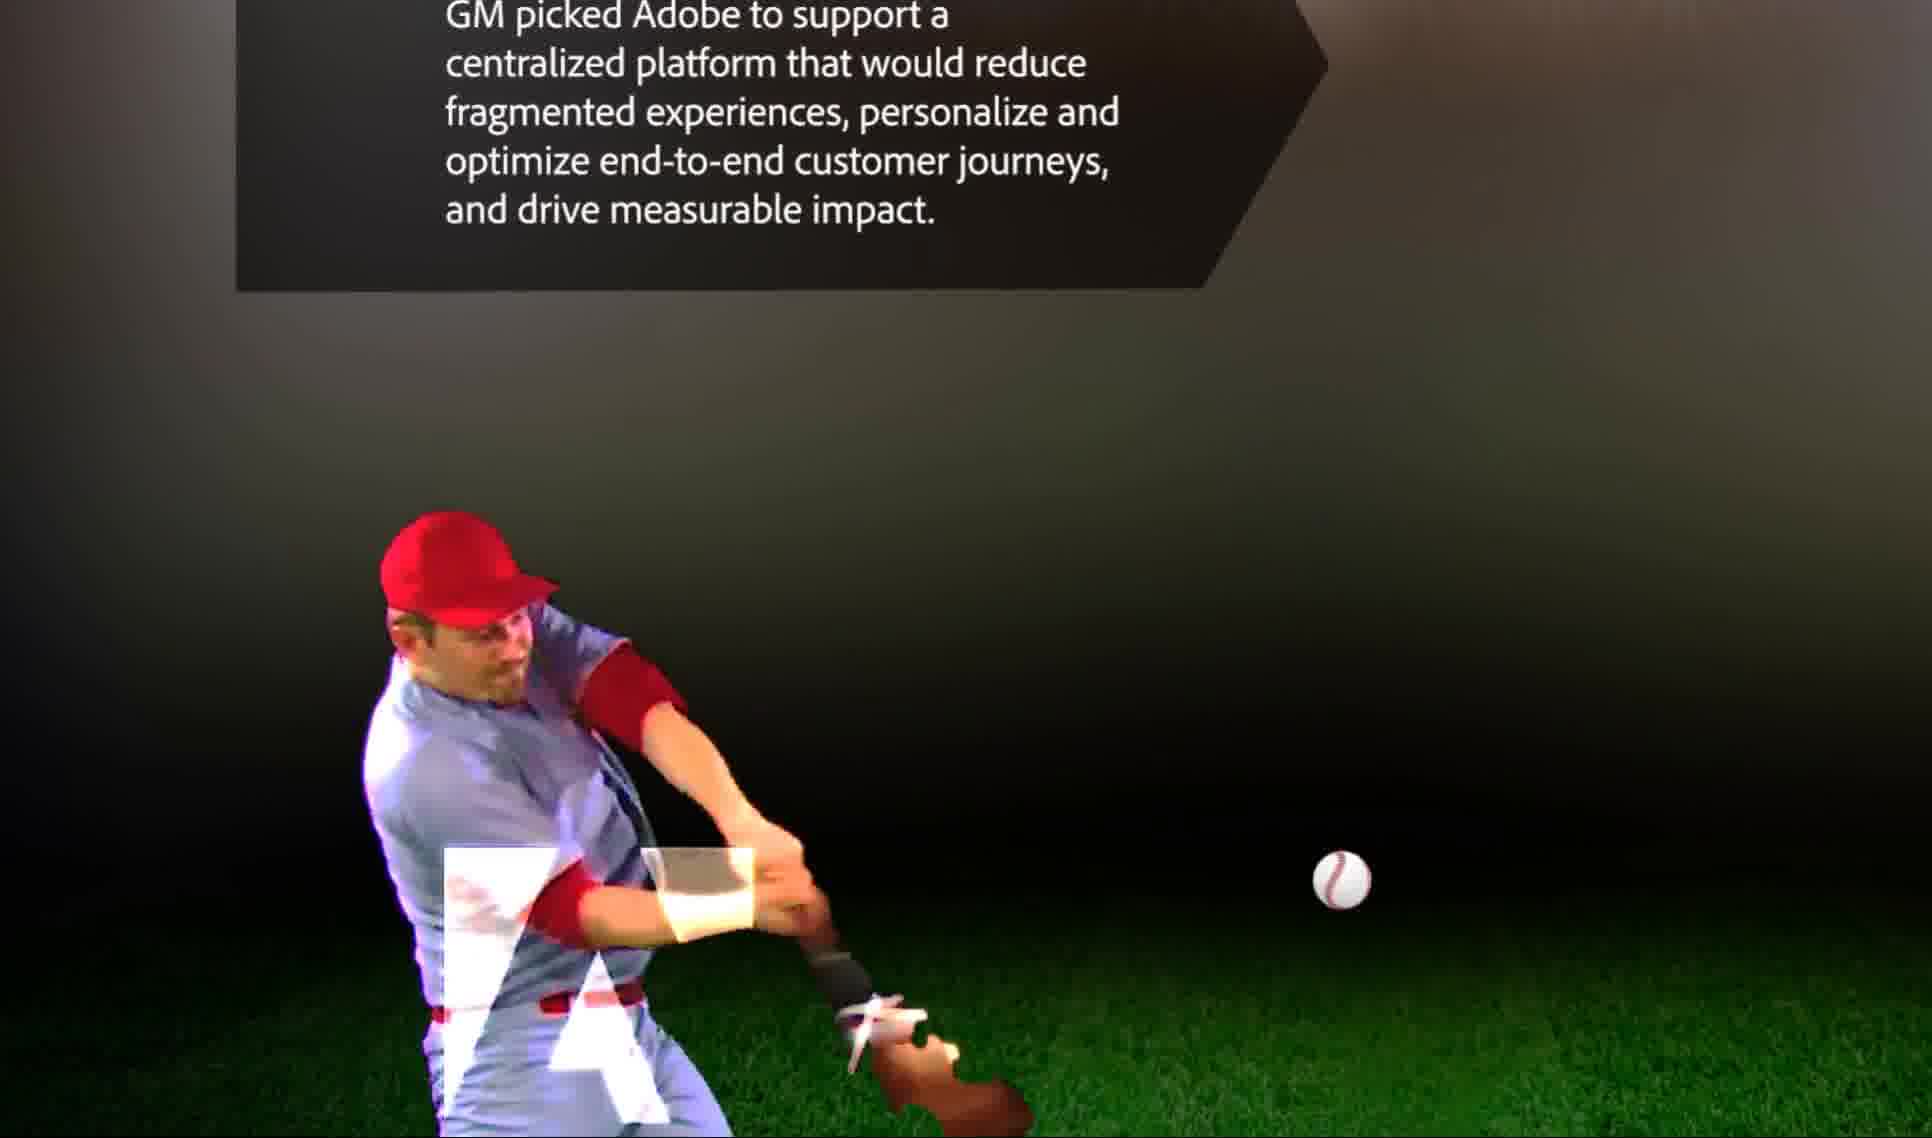 GM picked Adobe to support a
centralized platform that would reduce
fragmented experiences, personalize and
optimize end-to-end customer journeys,
and drive measurable impact.